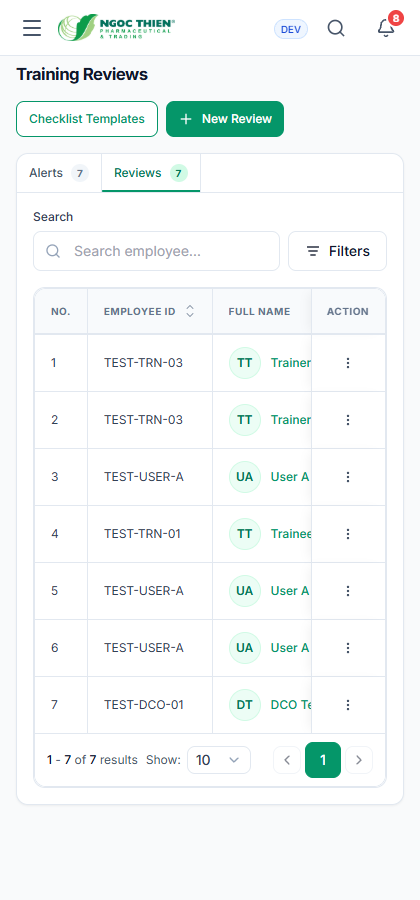 NGOC THIEN®
PHARMACEUTICAL
& TRADING
DEV
8
Training Reviews
Checklist Templates
New Review
Alerts 7
Reviews 7
Search
Search employee...
Filters
NO. EMPLOYEE ID FULL NAME ACTION
1 TEST-TRN-03 TT Trainer
2 TEST-TRN-03 TT Trainer
3 TEST-USER-A UA User A
4 TEST-TRN-01 TT Trainee
5 TEST-USER-A UA User A
6 TEST-USER-A UA User A
7 TEST-DCO-01 DT DCO Te
1 - 7 of 7 results Show: 10 1